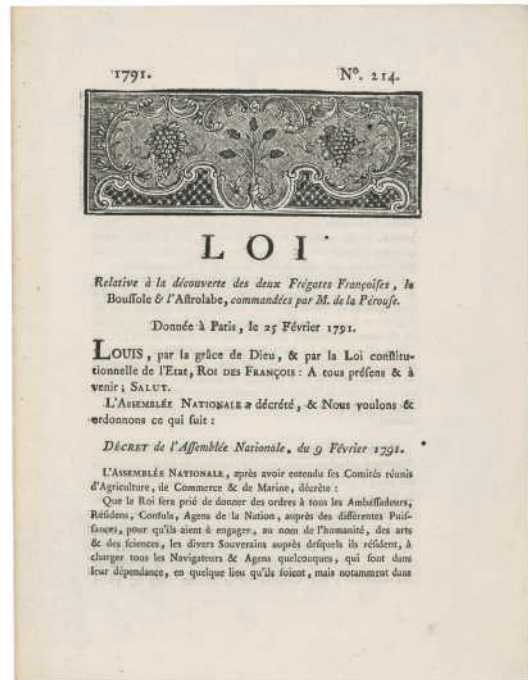 1791. N°. 214.
LOI
Relative à la découverte des deux Frégates Françoises, la
Boussole & l'Astrolabe, commandées par M. de la Pérouse.
Donnée à Paris, le 25 Février 1791.
LOUIS, par la grâce de Dieu, & par la Loi constitu-
tionnelle de l'Etat, ROI DES FRANÇOIS : A tous présens & à
venir ; SALUT.
L'ASSEMBLÉE NATIONALE a décrété, & Nous voulons &
ordonnons ce qui suit :
DÉCRET de l'Assemblée Nationale, du 9 Février 1791.
L'ASSEMBLÉE NATIONALE, après avoir entendu ses Comités réunis
d'Agriculture, de Commerce & de Marine, décrète :
Que le Roi sera prié de donner des ordres à tous les Ambassadeurs,
Résidens, Consuls, Agens de la Nation, auprès des différentes Puis-
sances, pour qu'ils aient à engager, au nom de l'humanité, des arts
& des sciences, les divers Souverains auprès desquels ils résident, à
charger tous les Navigateurs & Agens quelconques, qui sont dans
leur dépendance, en quelque lieu qu'ils soient, mais notamment dans